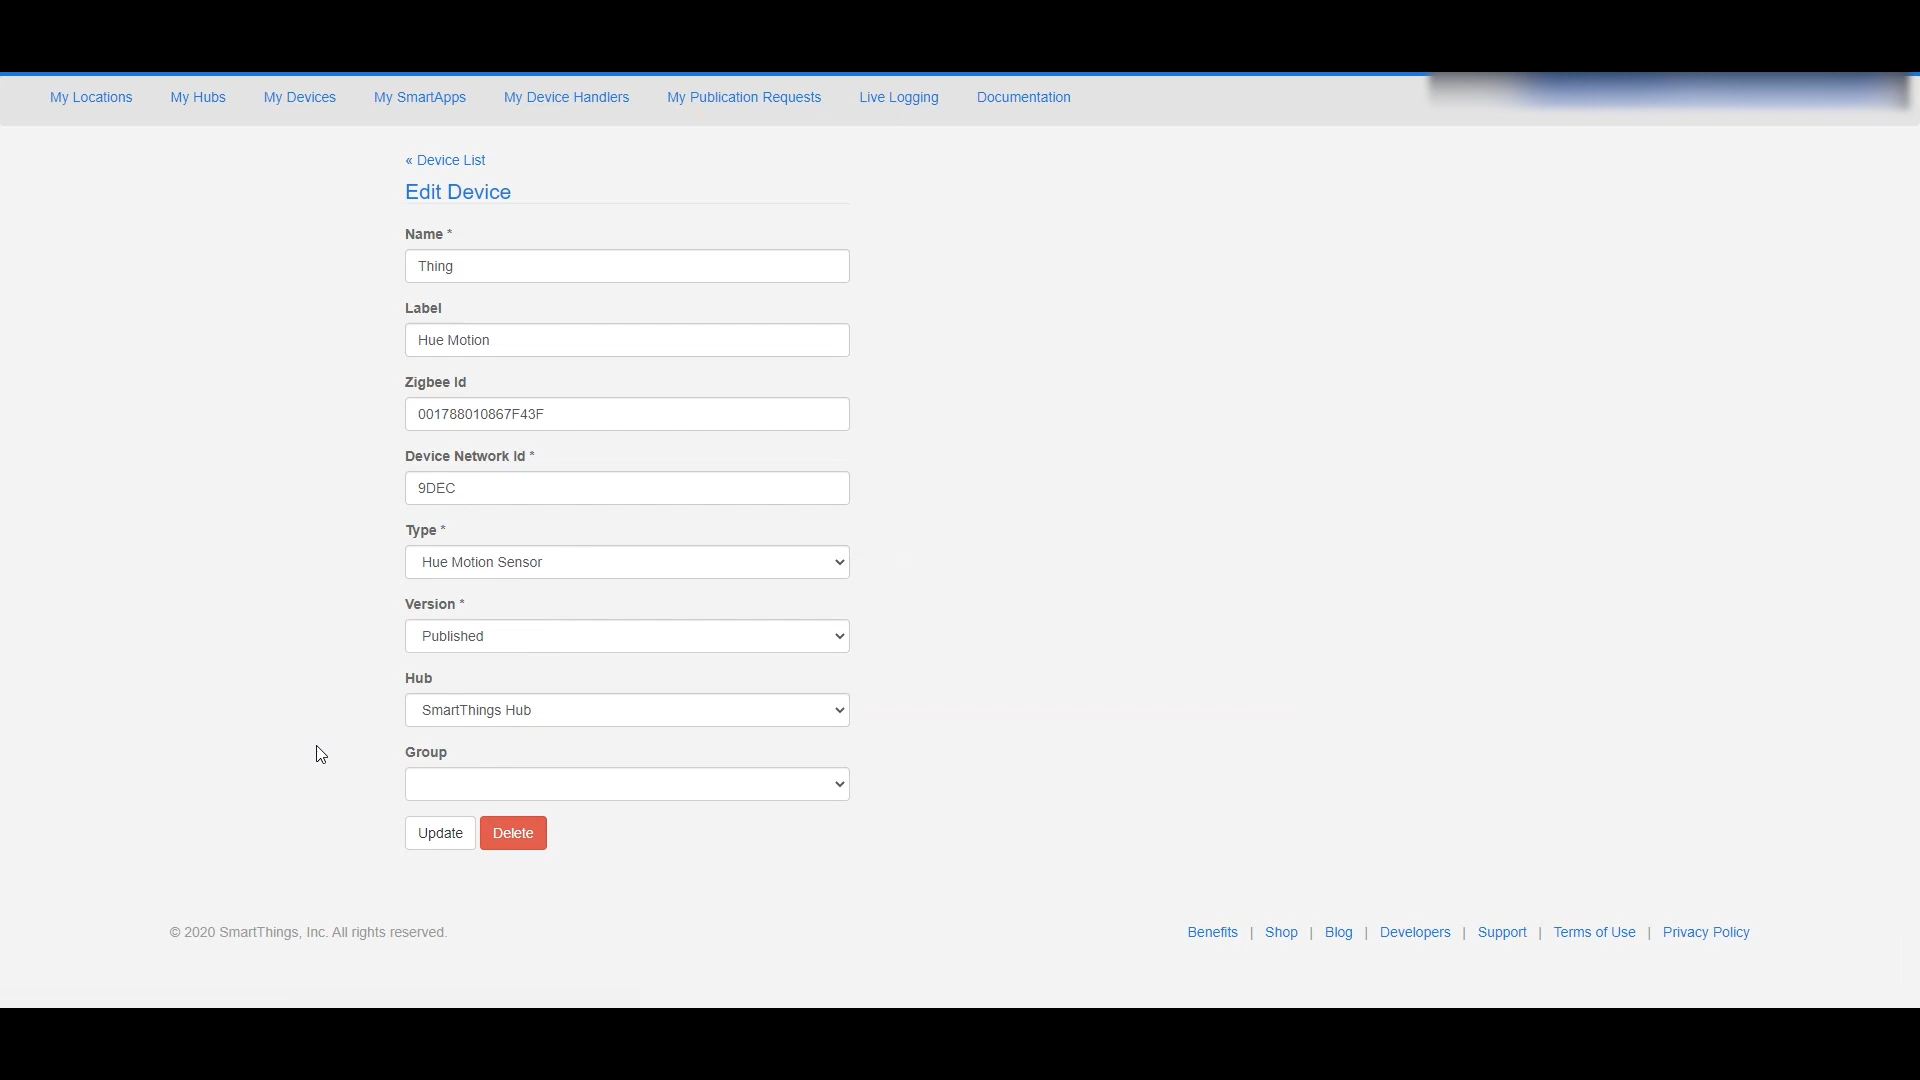 My Locations My Hubs My Devices My SmartApps My Device Handlers My Publication Requests Live Logging Documentation
« Device List
Edit Device
Name *
Thing
Label
Hue Motion
Zigbee Id
001788010867F43F
Device Network Id *
9DEC
Type *
Hue Motion Sensor
Version *
Published
Hub
SmartThings Hub
Group
Update Delete
© 2020 SmartThings, Inc. All rights reserved.
Benefits | Shop | Blog | Developers | Support | Terms of Use | Privacy Policy